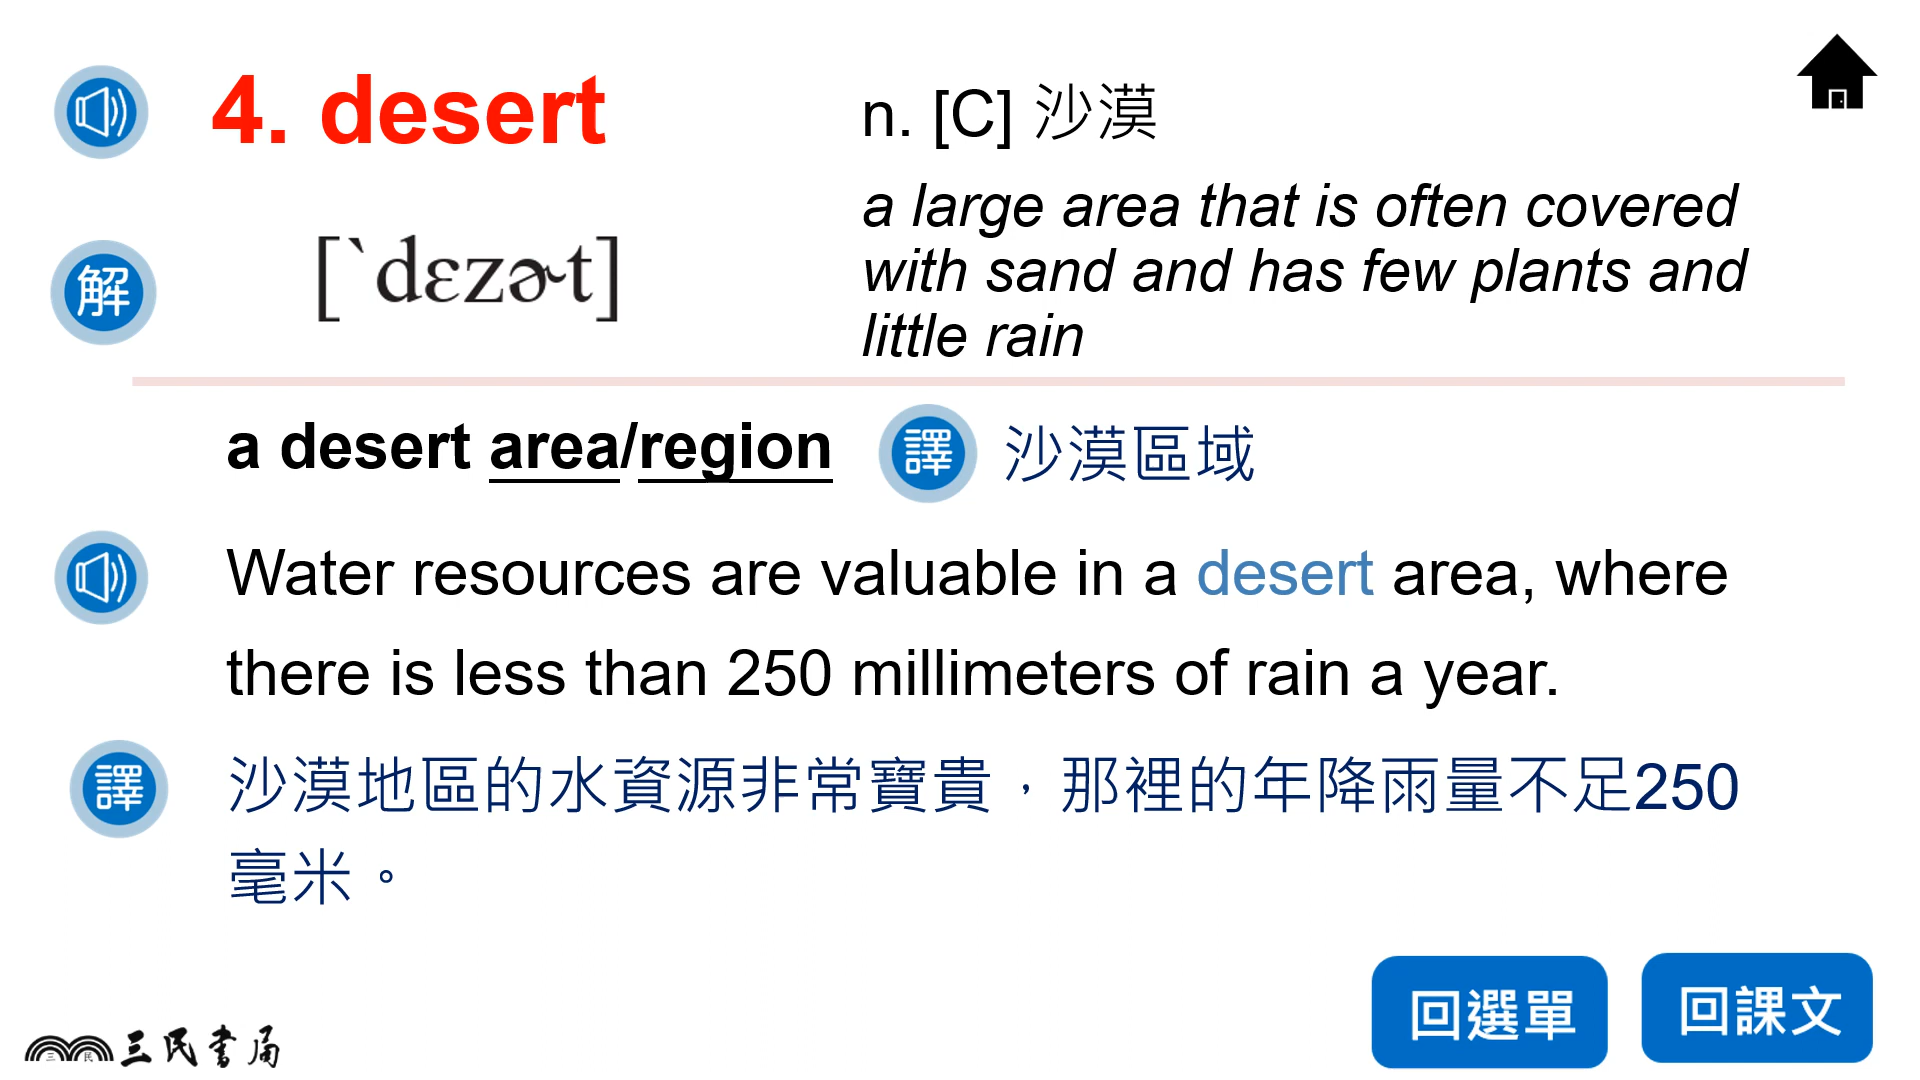 4. desert
n. [C] 沙漠
解
[ˋdɛzɚt]
a large area that is often covered
with sand and has few plants and
little rain
a desert area/region
譯
沙漠區域
Water resources are valuable in a desert area, where
there is less than 250 millimeters of rain a year.
譯
沙漠地區的水資源非常寶貴，那裡的年降雨量不足250
毫米。
回選單
回課文
三民
三民書局